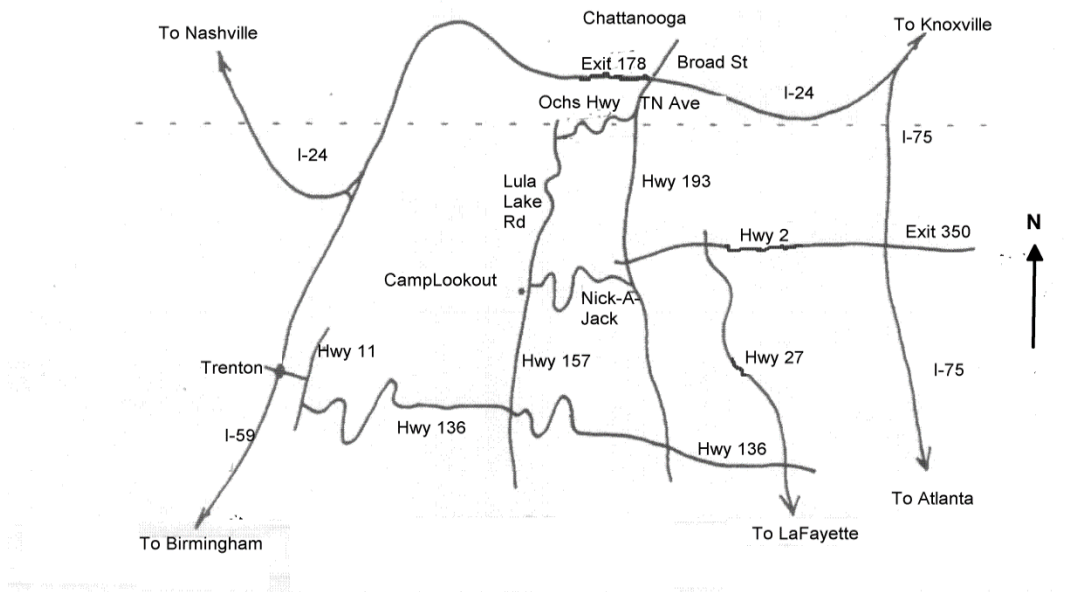 Chattanooga
To Nashville
To Knoxville
Exit 178
Broad St
I-24
Ochs Hwy
TN Ave
I-75
I-24
Lula
Lake
Rd
Hwy 193
N
Hwy 2
Exit 350
CampLookout
Nick-A-
Jack
Hwy 11
Trenton
Hwy 157
Hwy 27
I-75
I-59
Hwy 136
Hwy 136
To Atlanta
To Birmingham
To LaFayette